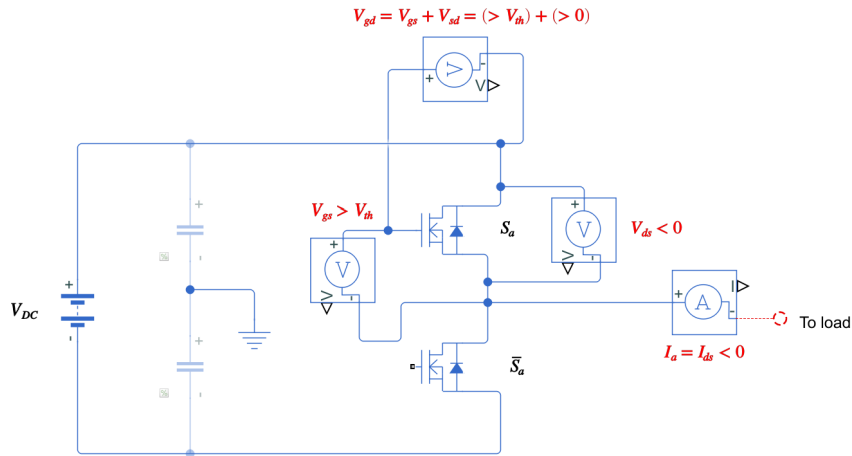 V_gd = V_gs + V_sd = (> V_th) + (> 0)
+
V
-
V
+
+
V_gs > V_th
S_a
+
V
-
V
V_ds < 0
+
V
-
V
-
+
V_DC
-
+
A
-
I
To load
I_a = I_ds < 0
+
-
S̅_a